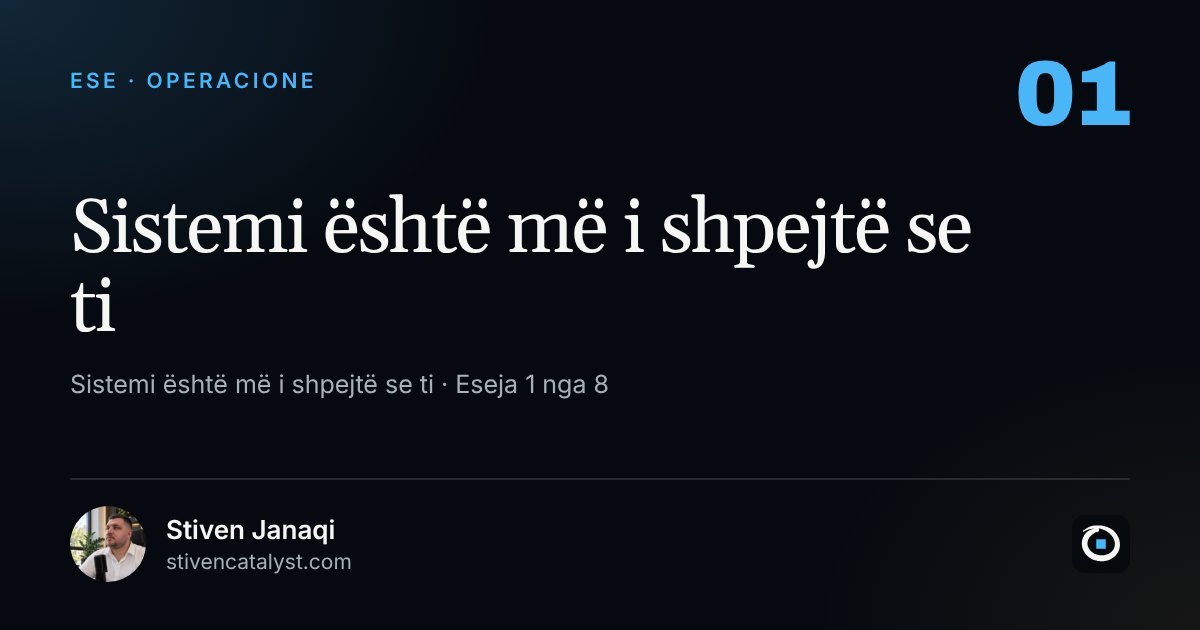 ESE · OPERACIONE
01
Sistemi është më i shpejtë se
ti
Sistemi është më i shpejtë se ti · Eseja 1 nga 8
Stiven Janaqi
stivencatalyst.com